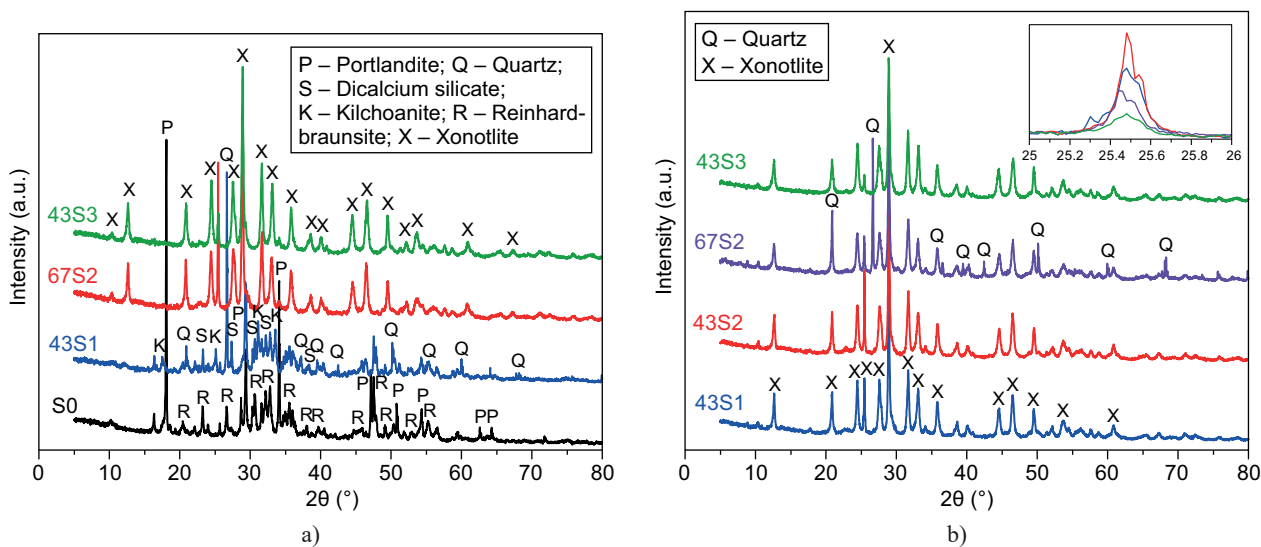 P – Portlandite; Q – Quartz;
S – Dicalcium silicate;
K – Kilchoanite; R – Reinhard-
braunsite; X – Xonotlite
Intensity (a.u.)
43S3
67S2
43S1
S0
X X X X Q X X X X X X X X X X X X X X
P
K Q S K S P S K S K Q S Q Q Q Q Q Q
P
R R R R R R R R R P R P R R P R P P
0 10 20 30 40 50 60 70 80
2θ (°)
a)
Q – Quartz
X – Xonotlite
25 25.2 25.4 25.6 25.8 26
Intensity (a.u.)
43S3
67S2
43S2
43S1
X
Q Q Q Q Q Q Q Q
X X X X X X X X X X X X
0 10 20 30 40 50 60 70 80
2θ (°)
b)